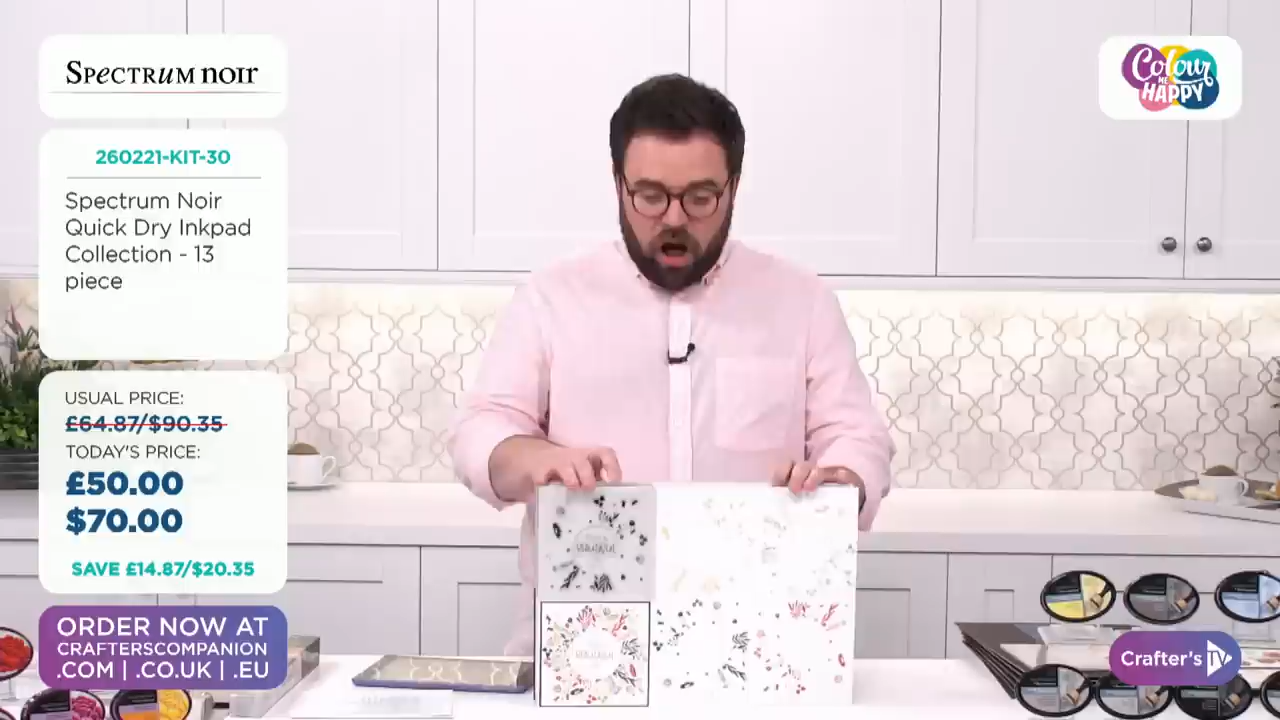 Spectrum noir
260221-KIT-30
Spectrum Noir
Quick Dry Inkpad
Collection - 13
piece
USUAL PRICE:
£64.87/$90.35
TODAY'S PRICE:
£50.00
$70.00
SAVE £14.87/$20.35
ORDER NOW AT
CRAFTERSCOMPANION
.COM | .CO.UK | .EU
Colour
ME
HAPPY
Crafter's TV